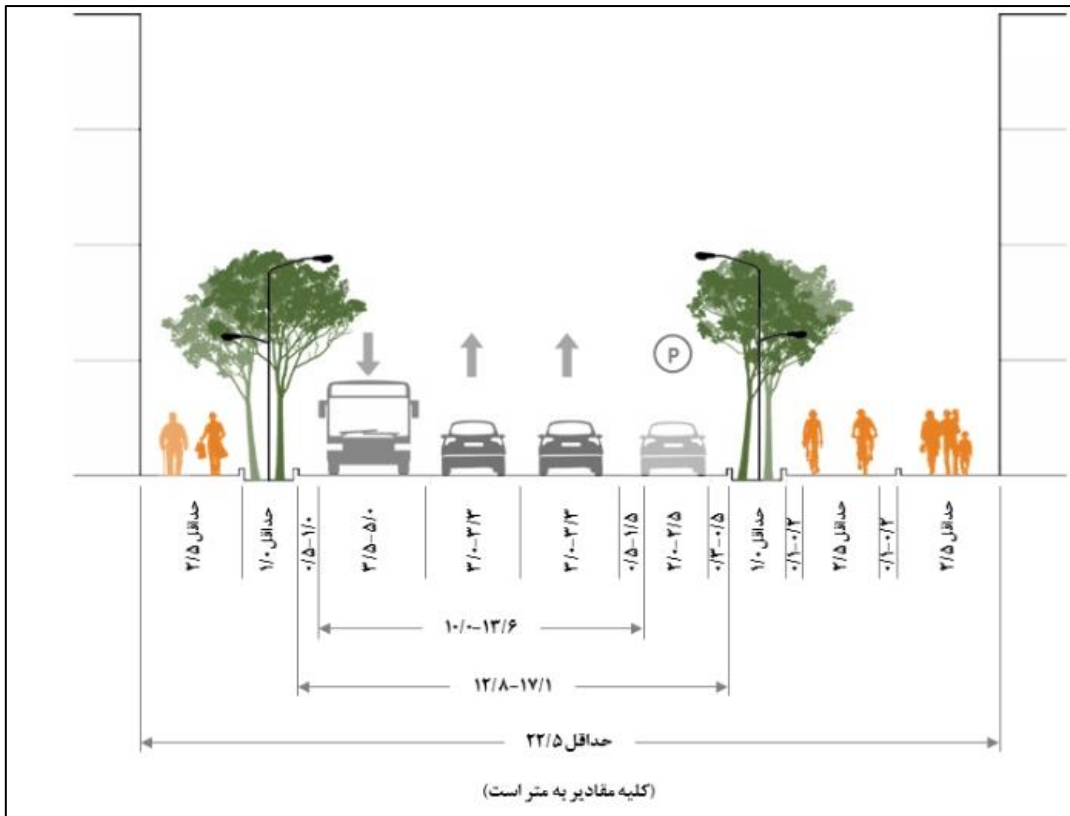 P
حداقل ۲/۵
حداقل ۱/۰
۰/۵-۱/۰
۳/۵-۵/۰
۳/۰-۳/۳
۳/۰-۳/۳
۰/۵-۱/۵
۲/۰-۲/۵
۰/۳-۰/۵
حداقل ۱/۰
۰/۱-۰/۲
حداقل ۲/۵
۰/۱-۰/۲
حداقل ۲/۵
۱۰/۰-۱۳/۶
۱۲/۸-۱۷/۱
حداقل ۲۲/۵
(کلیه مقادیر به متر است)